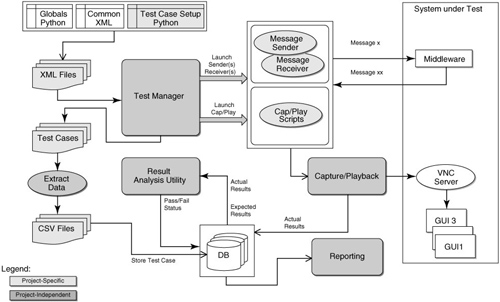 Globals
Python
Common
XML
Test Case Setup
Python
System under Test
XML Files
Test Manager
Launch
Sender(s)
Receiver(s)
Message
Sender
Message
Receiver
Message x
Middleware
Message xx
Launch
Cap/Play
Cap/Play
Scripts
Test Cases
Extract
Data
Result
Analysis Utility
Actual
Results
Capture/Playback
VNC
Server
Pass/Fail
Status
Expected
Results
Actual
Results
GUI 3
GUI1
CSV Files
DB
Store Test Case
Reporting
Legend:
Project-Specific
Project-Independent